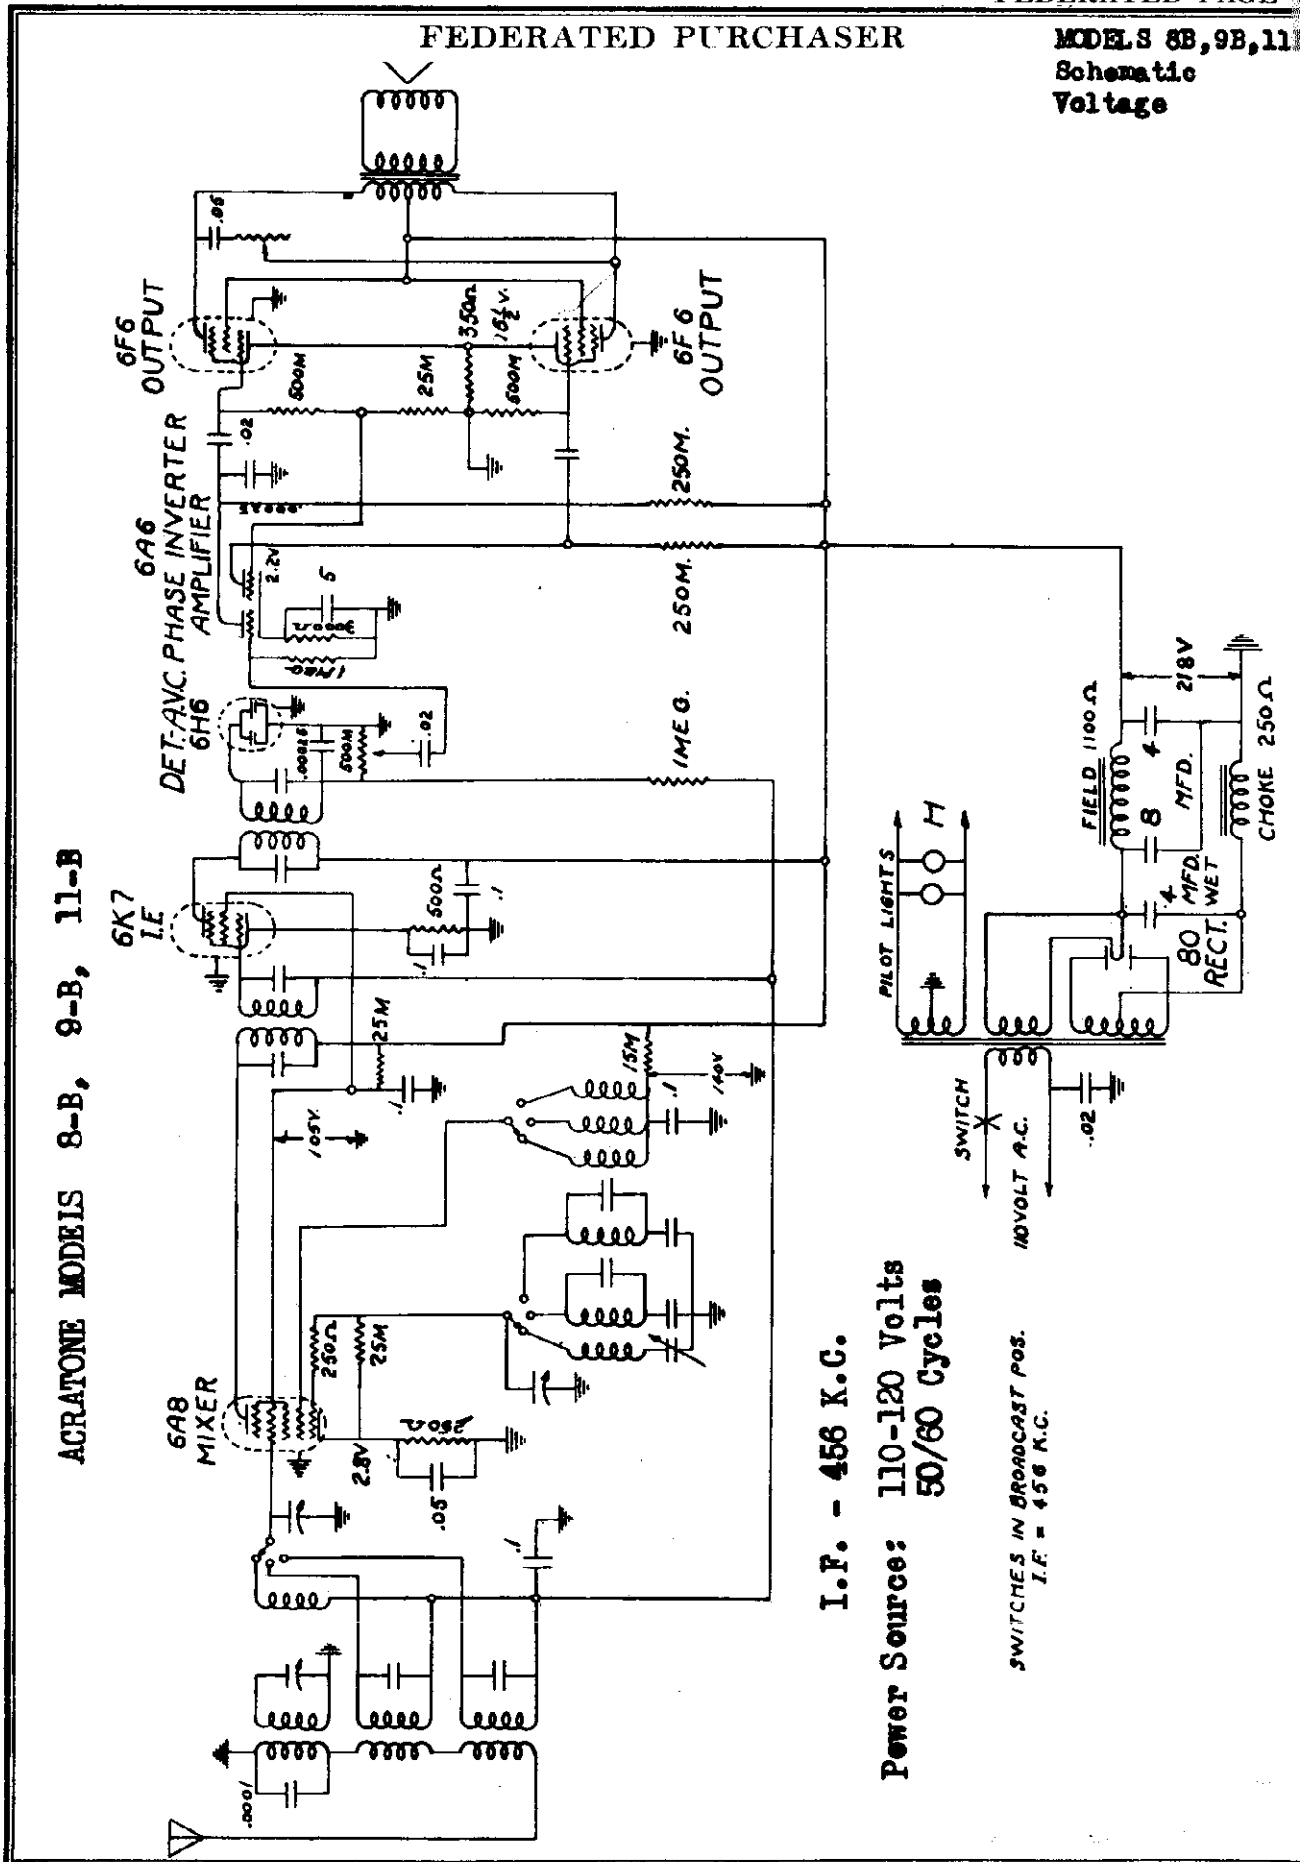 FEDERATED PURCHASER
MODELS 8B,9B,11
Schematic
Voltage
ACRATONE MODELS 8-B, 9-B, 11-B
6A8
MIXER
6K7
I.F.
DET-A.V.C. PHASE INVERTER
6H6
6A6
AMPLIFIER
6F6
OUTPUT
6F6
OUTPUT
.0001
.1
.05
2.8V
250Ω
25M
250Ω
105V.
.1
25M
.1
500Ω
.1
15M
140V
.1
.00025
500M
.02
1MEG
1MEG.
5
2.2V
.02
500M
25M
500M
350Ω
16½V.
.06
250M.
250M.
I.F. - 456 K.C.
Power Source: 110-120 Volts
50/60 Cycles
SWITCHES IN BROADCAST POS.
I.F. = 456 K.C.
SWITCH
110VOLT A.C.
.02
PILOT LIGHTS
H
80
RECT.
4
MFD.
WET
8
MFD.
4
FIELD 1100Ω
218V
CHOKE 250Ω